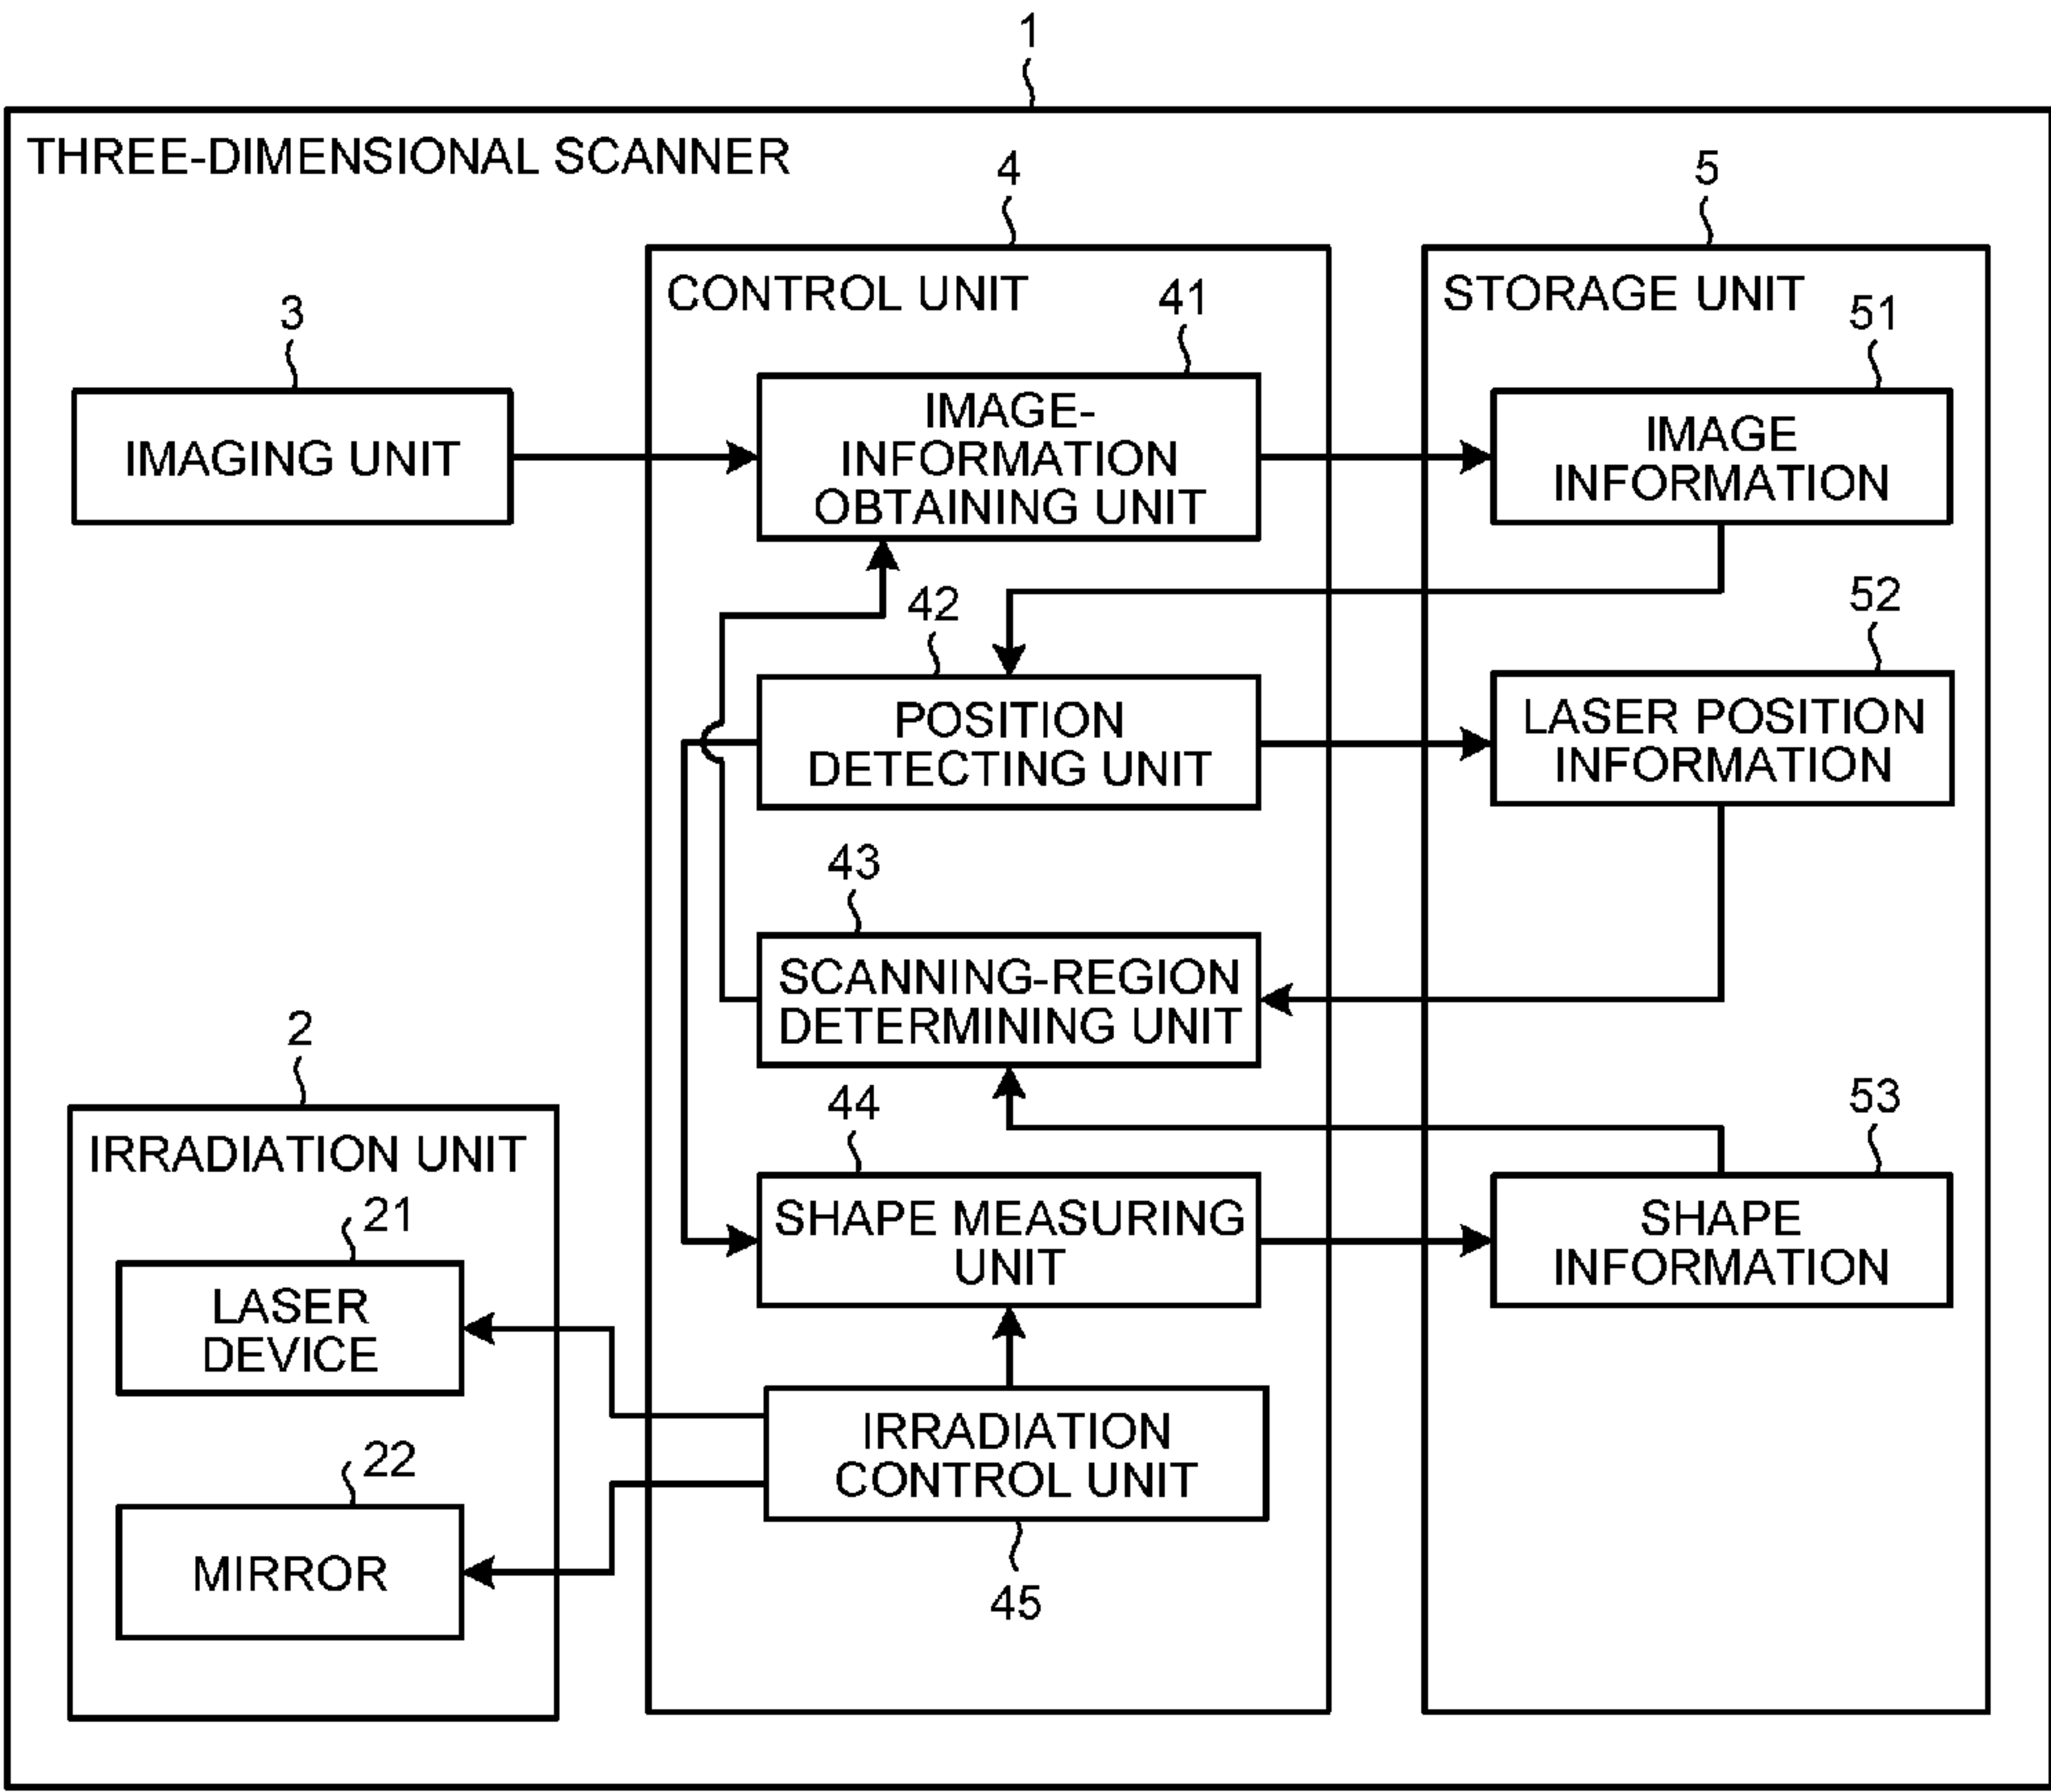 1
THREE-DIMENSIONAL SCANNER
4
5
CONTROL UNIT
41
STORAGE UNIT
51
3
IMAGING UNIT
IMAGE-
INFORMATION
OBTAINING UNIT
IMAGE
INFORMATION
42
52
POSITION
DETECTING UNIT
LASER POSITION
INFORMATION
43
SCANNING-REGION
DETERMINING UNIT
2
44
53
IRRADIATION UNIT
21
SHAPE MEASURING
UNIT
SHAPE
INFORMATION
LASER
DEVICE
22
IRRADIATION
CONTROL UNIT
MIRROR
45